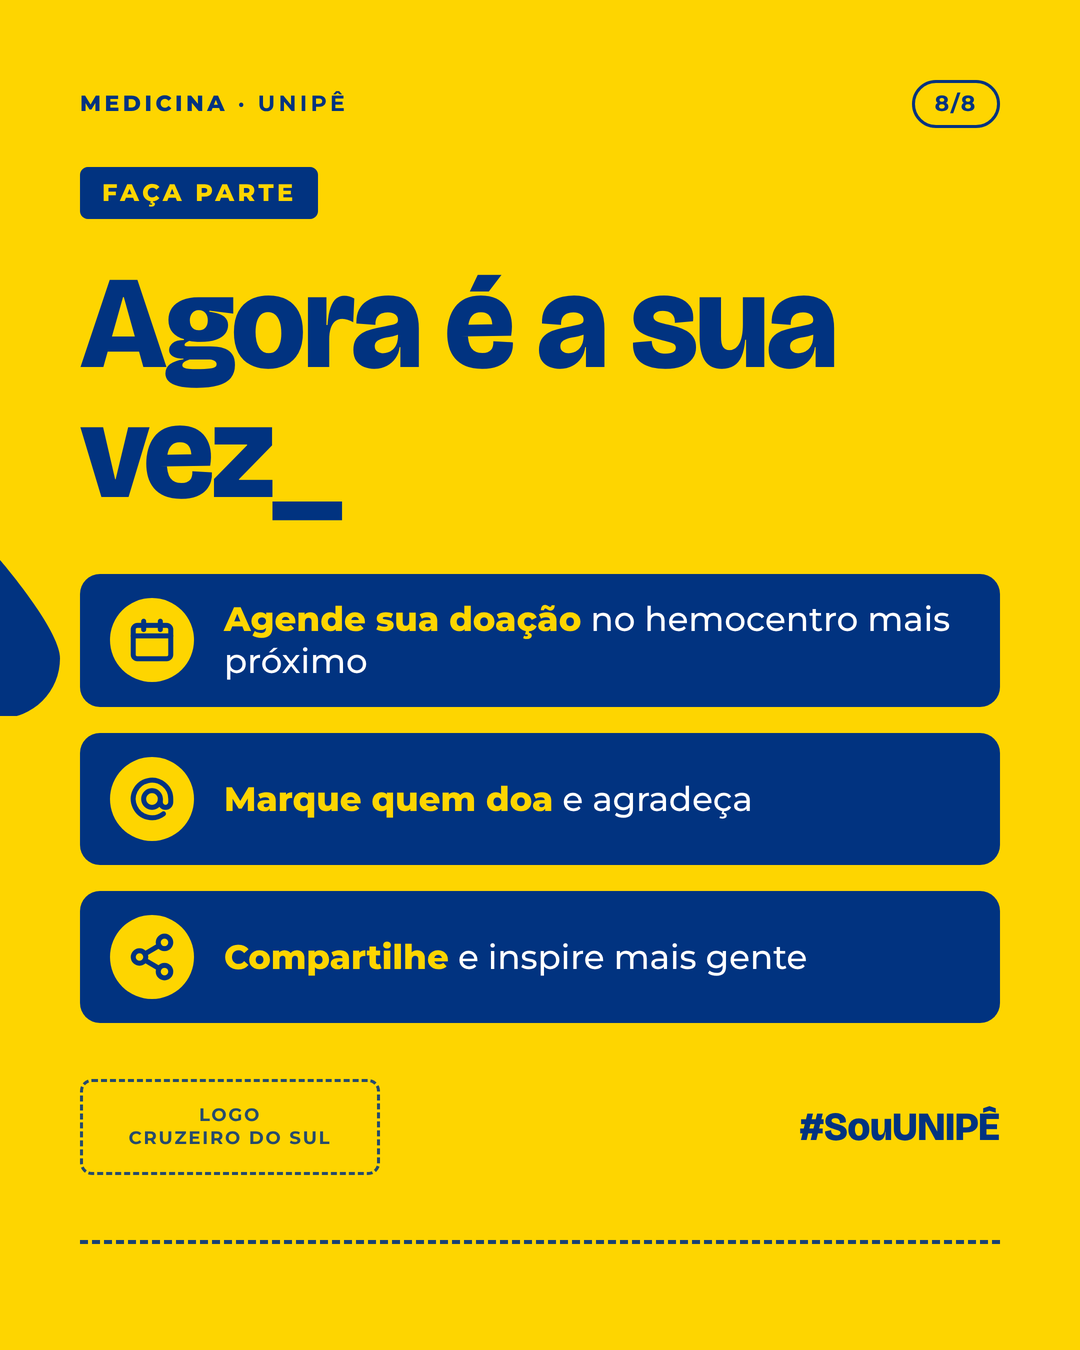 MEDICINA · UNIPÊ
8/8
FAÇA PARTE
Agora é a sua
vez_
Agende sua doação no hemocentro mais
próximo
Marque quem doa e agradeça
Compartilhe e inspire mais gente
LOGO
CRUZEIRO DO SUL
#SouUNIPÊ